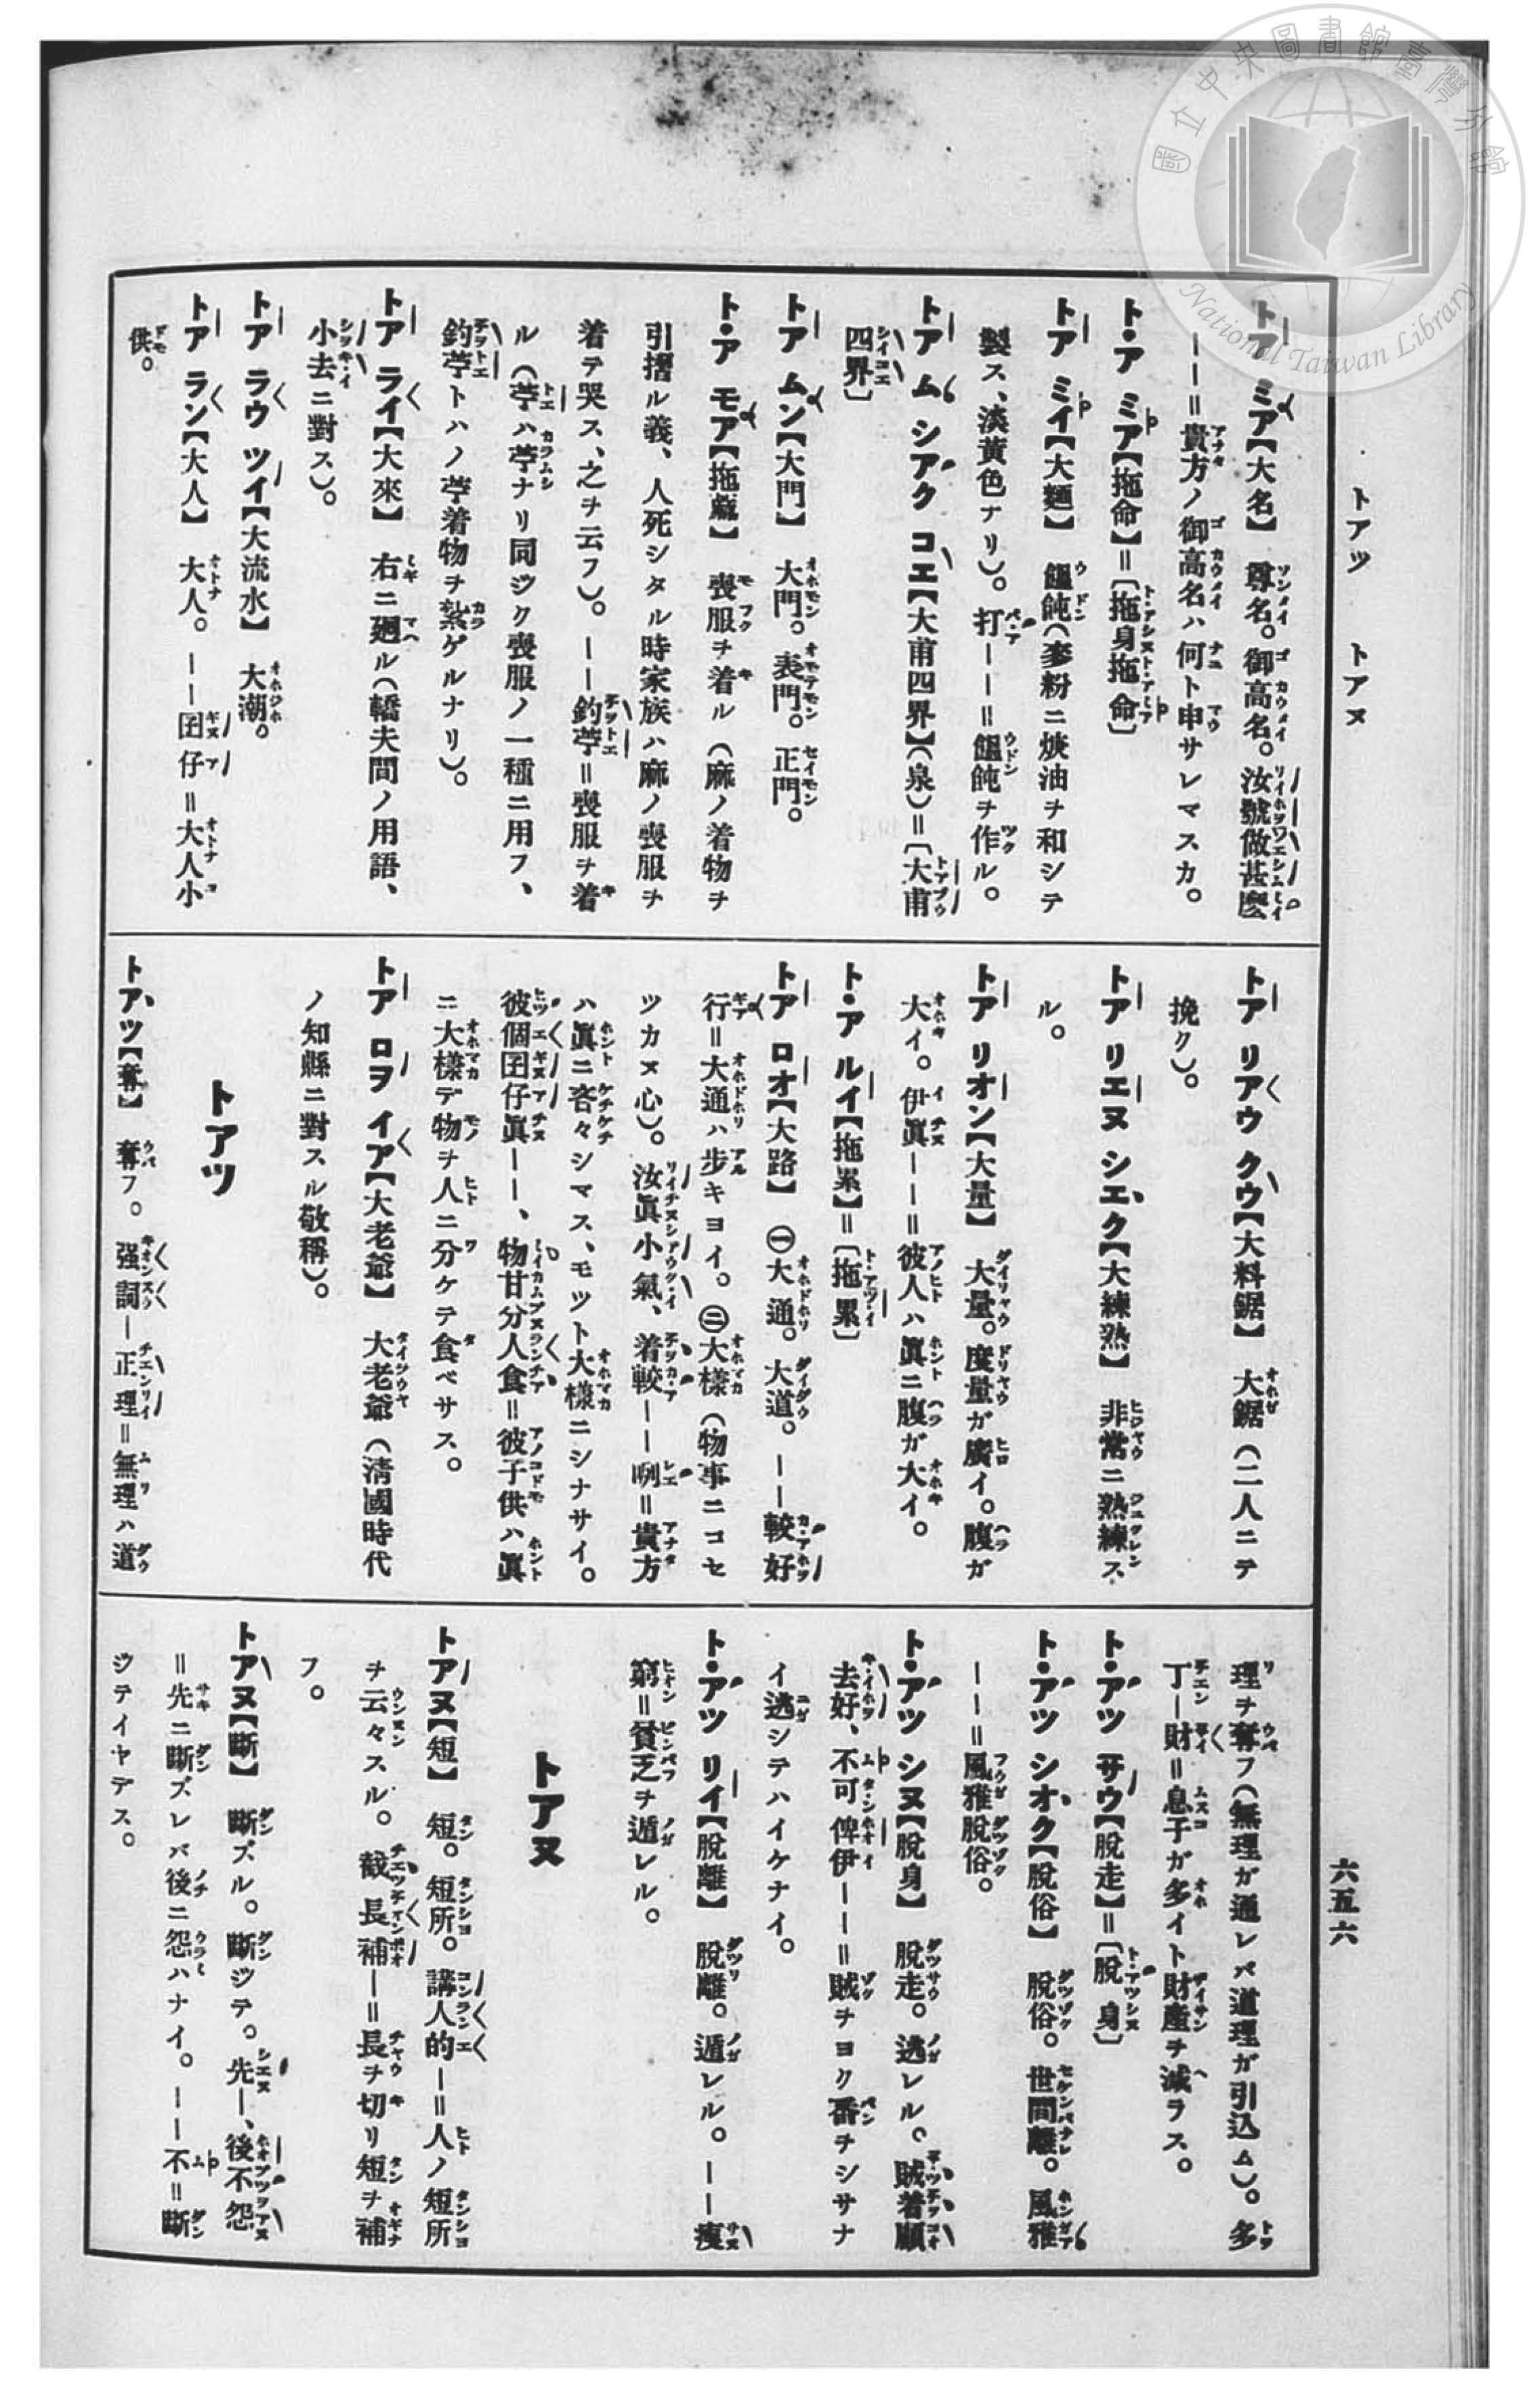 トアツ　トアヌ
六五六
トア ミア【大名】　尊名。御高名。汝號做甚麼
――＝貴方ノ御高名ハ何ト申サレマスカ。
ト・ア ミア【拖命】＝〔拖身拖命〕
トア ミイ【大麵】　饂飩(麥粉ニ焿油ヲ和シテ
製ス、淡黃色ナリ)。打――＝饂飩ヲ作ル。
トア ム シアク コエ【大甫四界】(泉)＝〔大甫
四界〕
トア ムン【大門】　大門。表門。正門。
ト・ア モア【拖麻】　喪服ヲ着ル(麻ノ着物ヲ
引摺ル義、人死シタル時家族ハ麻ノ喪服ヲ
着テ哭ス、之ヲ云フ)。――釣苧＝喪服ヲ着
ル(苧ハ苧ナリ同ジク喪服ノ一種ニ用フ、
釣苧トハノ苧着物ヲ紮ゲルナリ)。
トア ライ【大來】　右ニ廻ル(轎夫間ノ用語、
小去ニ對ス)。
トア ラウ ツイ【大流水】　大潮。
トア ラン【大人】　大人。――囝仔＝大人小
供。
トア リアウ クウ【大料鋸】　大鋸(二人ニテ
挽ク)。
トア リエヌ シエク【大練熟】　非常ニ熟練ス
ル。
トア リオン【大量】　大量。度量ガ廣イ。腹ガ
大イ。伊眞――＝彼人ハ眞ニ腹ガ大イ。
ト・ア ルイ【拖累】＝〔拖累〕
トア ロオ【大路】　㊀大通。大道。――較好
行＝大通ハ步キヨイ。㊁大樣(物事ニコセ
ツカヌ心)。汝眞小氣、着較――咧＝貴方
ハ眞ニ吝々シマス、モツト大樣ニシナサイ。
彼個囝仔眞――、物甘分人食＝彼子供ハ眞
ニ大樣デ物ヲ人ニ分ケテ食ベサス。
トア ロヲ イア【大老爺】　大老爺(淸國時代
ノ知縣ニ對スル敬稱)。
トアツ
トアツ【奪】　奪フ。强詞―正理＝無理ハ道
理ヲ奪フ(無理ガ通レバ道理ガ引込ム)。多
丁―財＝息子ガ多イト財產ヲ減ラス。
ト・アツ サウ【脫走】＝〔脫身〕
ト・アツ シオク【脫俗】　脫俗。世間離。風雅
――＝風雅脫俗。
ト・アツ シヌ【脫身】　脫走。逃レル。賊着顧
去好、不可俾伊――＝賊ヲヨク番ヲシサナ
イ逃シテハイケナイ。
ト・アツ リイ【脫離】　脫離。遁レル。――瘦
窮＝貧乏ヲ遁レル。
トアヌ
トアヌ【短】　短。短所。講人的―＝人ノ短所
ヲ云々スル。截長補―＝長ヲ切リ短ヲ補
フ。
トアヌ【斷】　斷ズル。斷ジテ。先―、後不怨
＝先ニ斷ズレバ後ニ怨ハナイ。――不＝斷
ジテイヤデス。
國立中央圖書館臺灣分館
National Taiwan Library